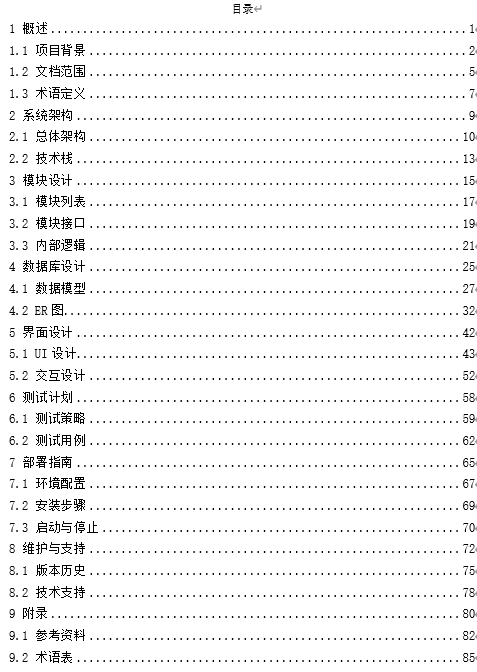 目录
1 概述 1
1.1 项目背景 2
1.2 文档范围 5
1.3 术语定义 7
2 系统架构 9
2.1 总体架构 10
2.2 技术栈 13
3 模块设计 15
3.1 模块列表 17
3.2 模块接口 19
3.3 内部逻辑 21
4 数据库设计 25
4.1 数据模型 27
4.2 ER 图 32
5 界面设计 42
5.1 UI 设计 43
5.2 交互设计 52
6 测试计划 58
6.1 测试策略 59
6.2 测试用例 62
7 部署指南 65
7.1 环境配置 67
7.2 安装步骤 69
7.3 启动与停止 70
8 维护与支持 72
8.1 版本历史 75
8.2 技术支持 78
9 附录 80
9.1 参考资料 82
9.2 术语表 85